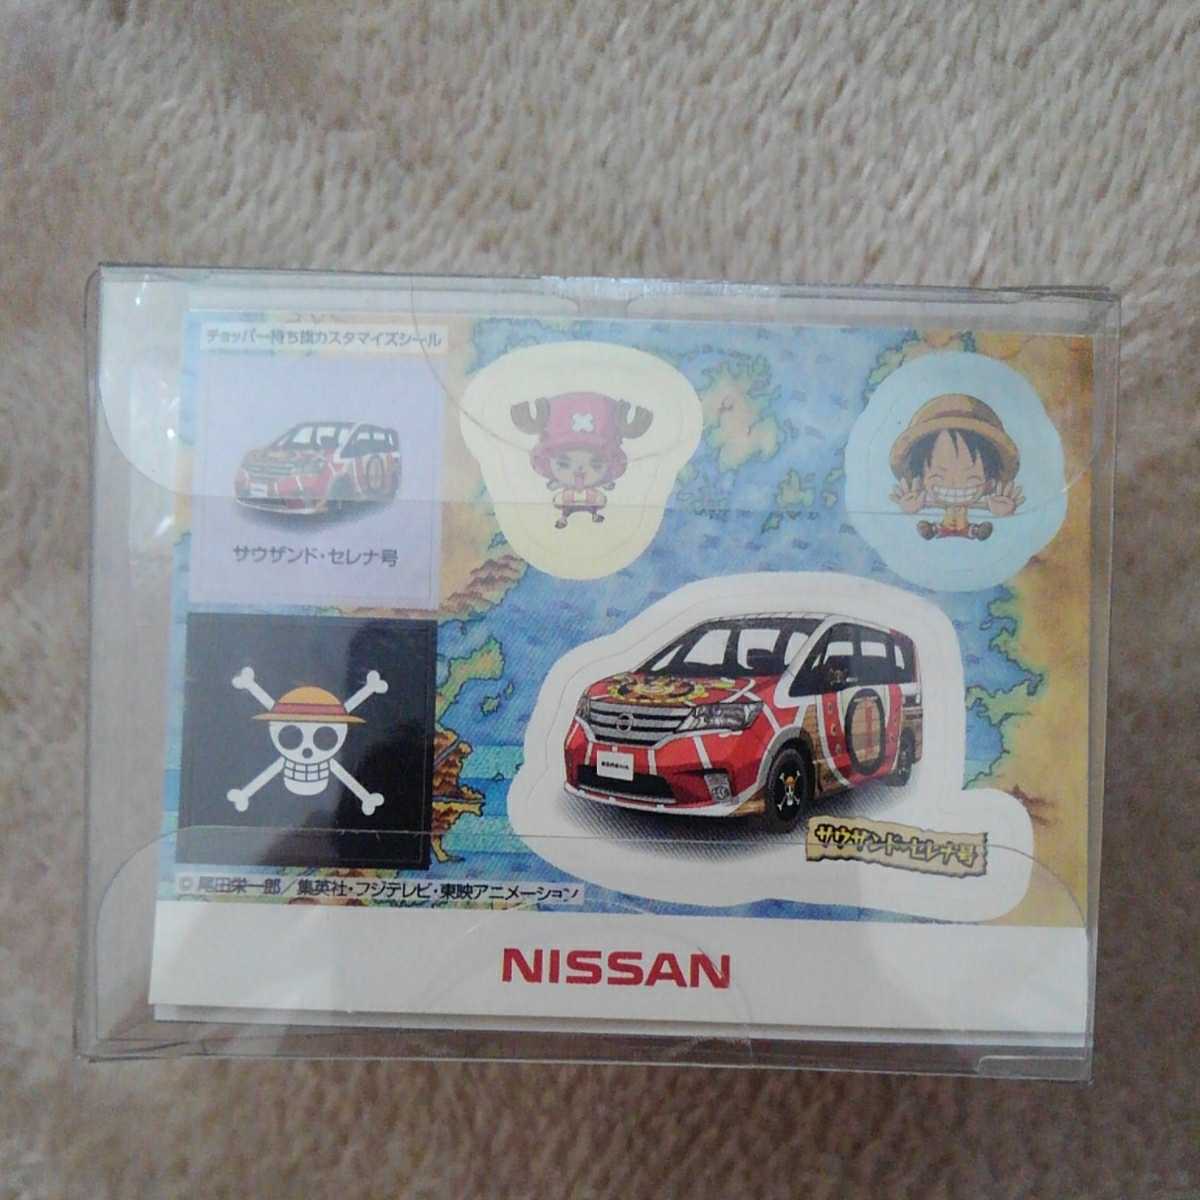 チョッパー持ち旗カスタマイズシール
サウザンド・セレナ号
サウザンド・セレナ号
© 尾田栄一郎／集英社・フジテレビ・東映アニメーション
NISSAN